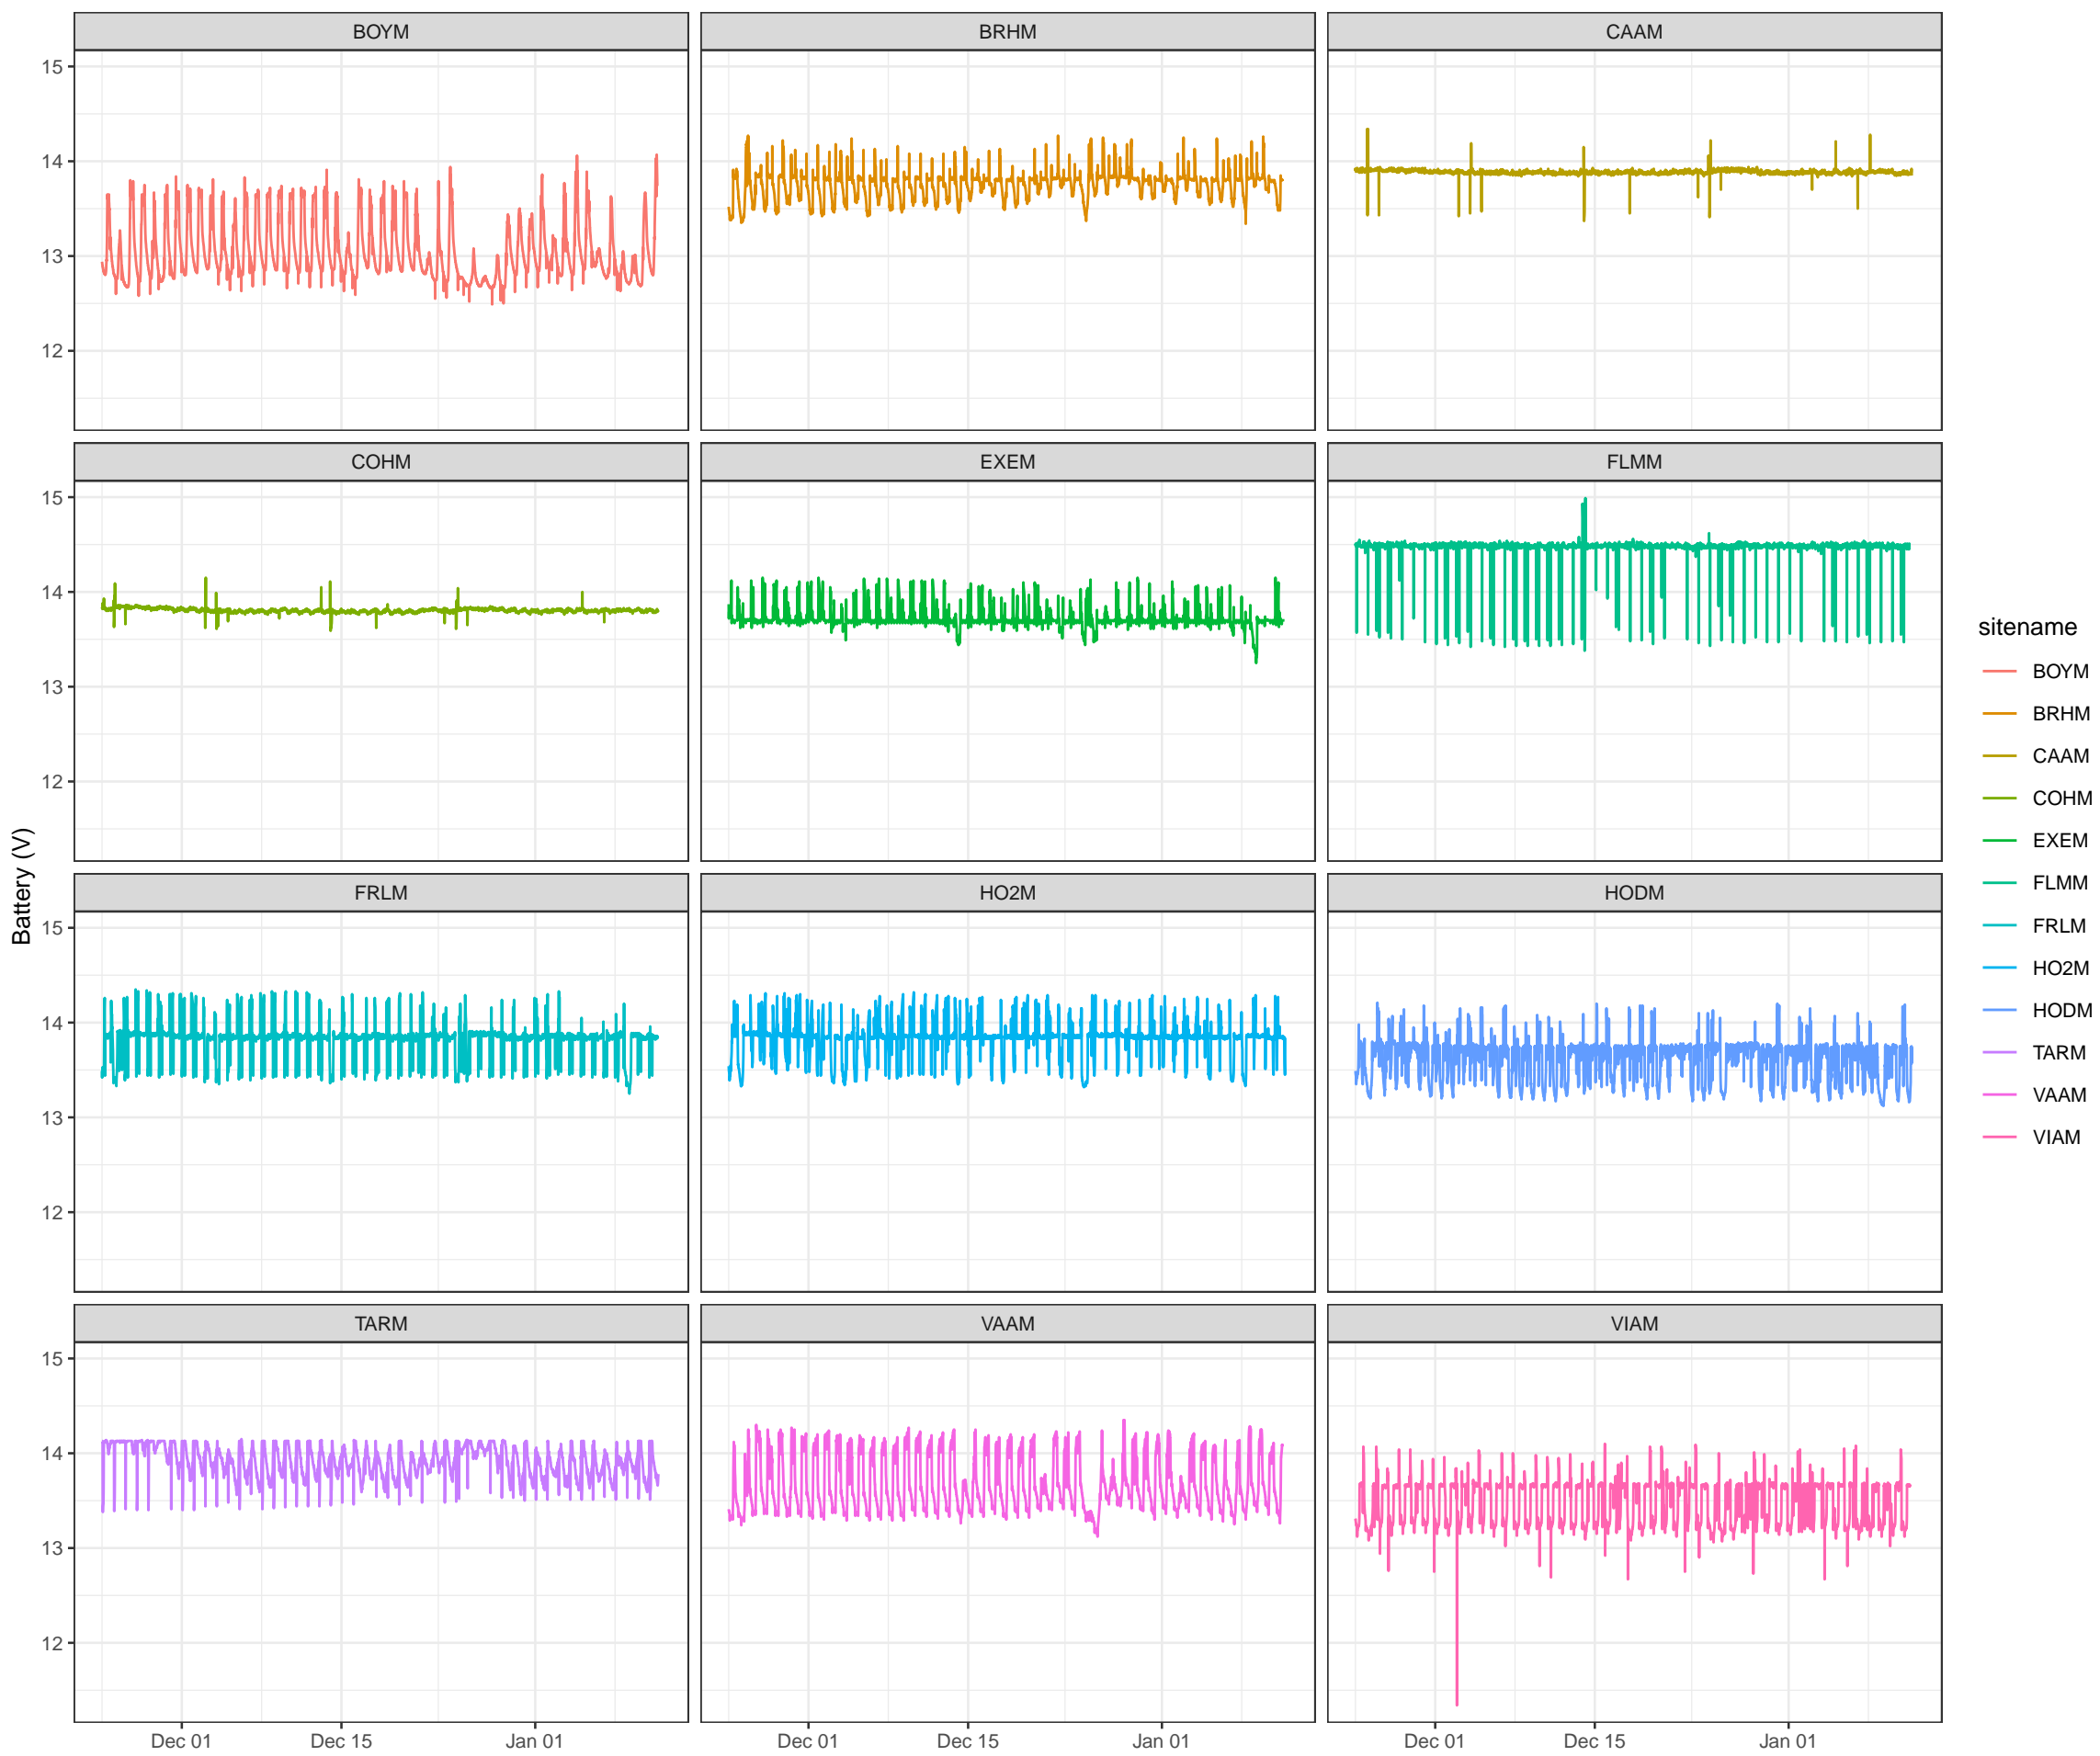 BOYM
BRHM
CAAM
15
14
13
12
COHM
EXEM
FLMM
15
14
13
12
FRLM
HO2M
HODM
15
14
13
12
TARM
VAAM
VIAM
15
14
13
12
Dec 01
Dec 15
Jan 01
Dec 01
Dec 15
Jan 01
Dec 01
Dec 15
Jan 01
Battery (V)
sitename
BOYM
BRHM
CAAM
COHM
EXEM
FLMM
FRLM
HO2M
HODM
TARM
VAAM
VIAM